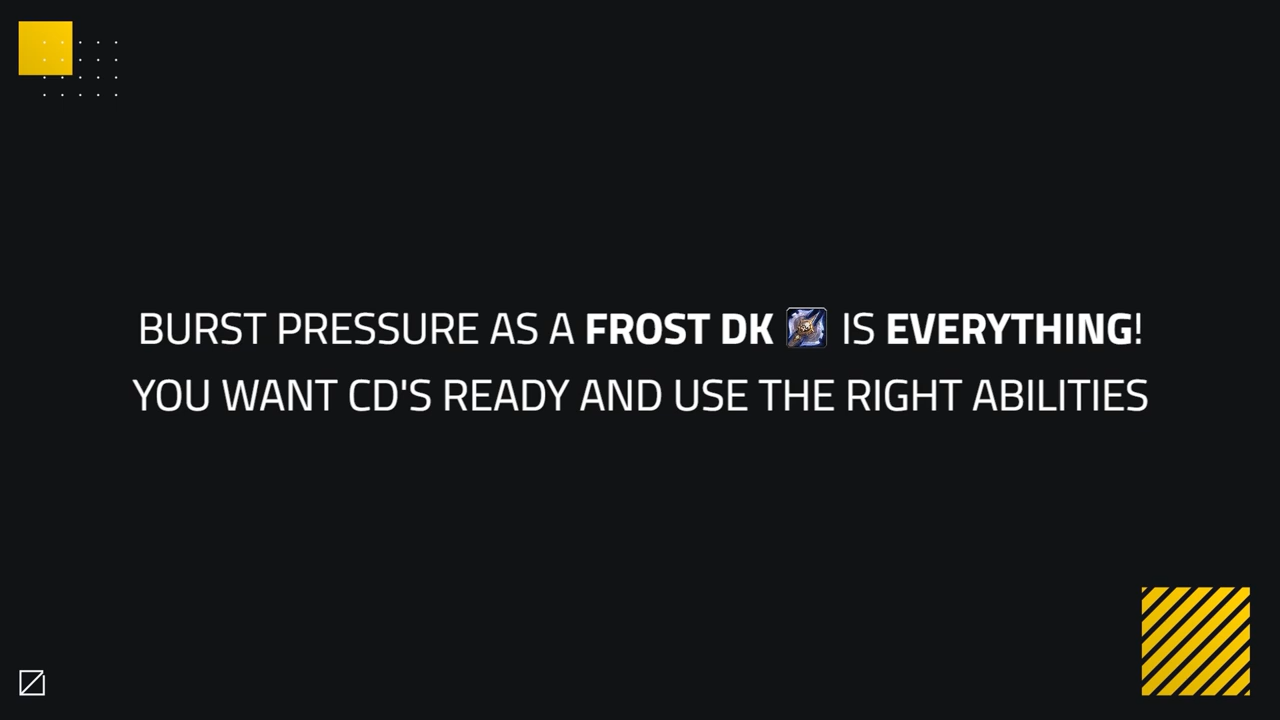 BURST PRESSURE AS A FROST DK IS EVERYTHING!
YOU WANT CD'S READY AND USE THE RIGHT ABILITIES